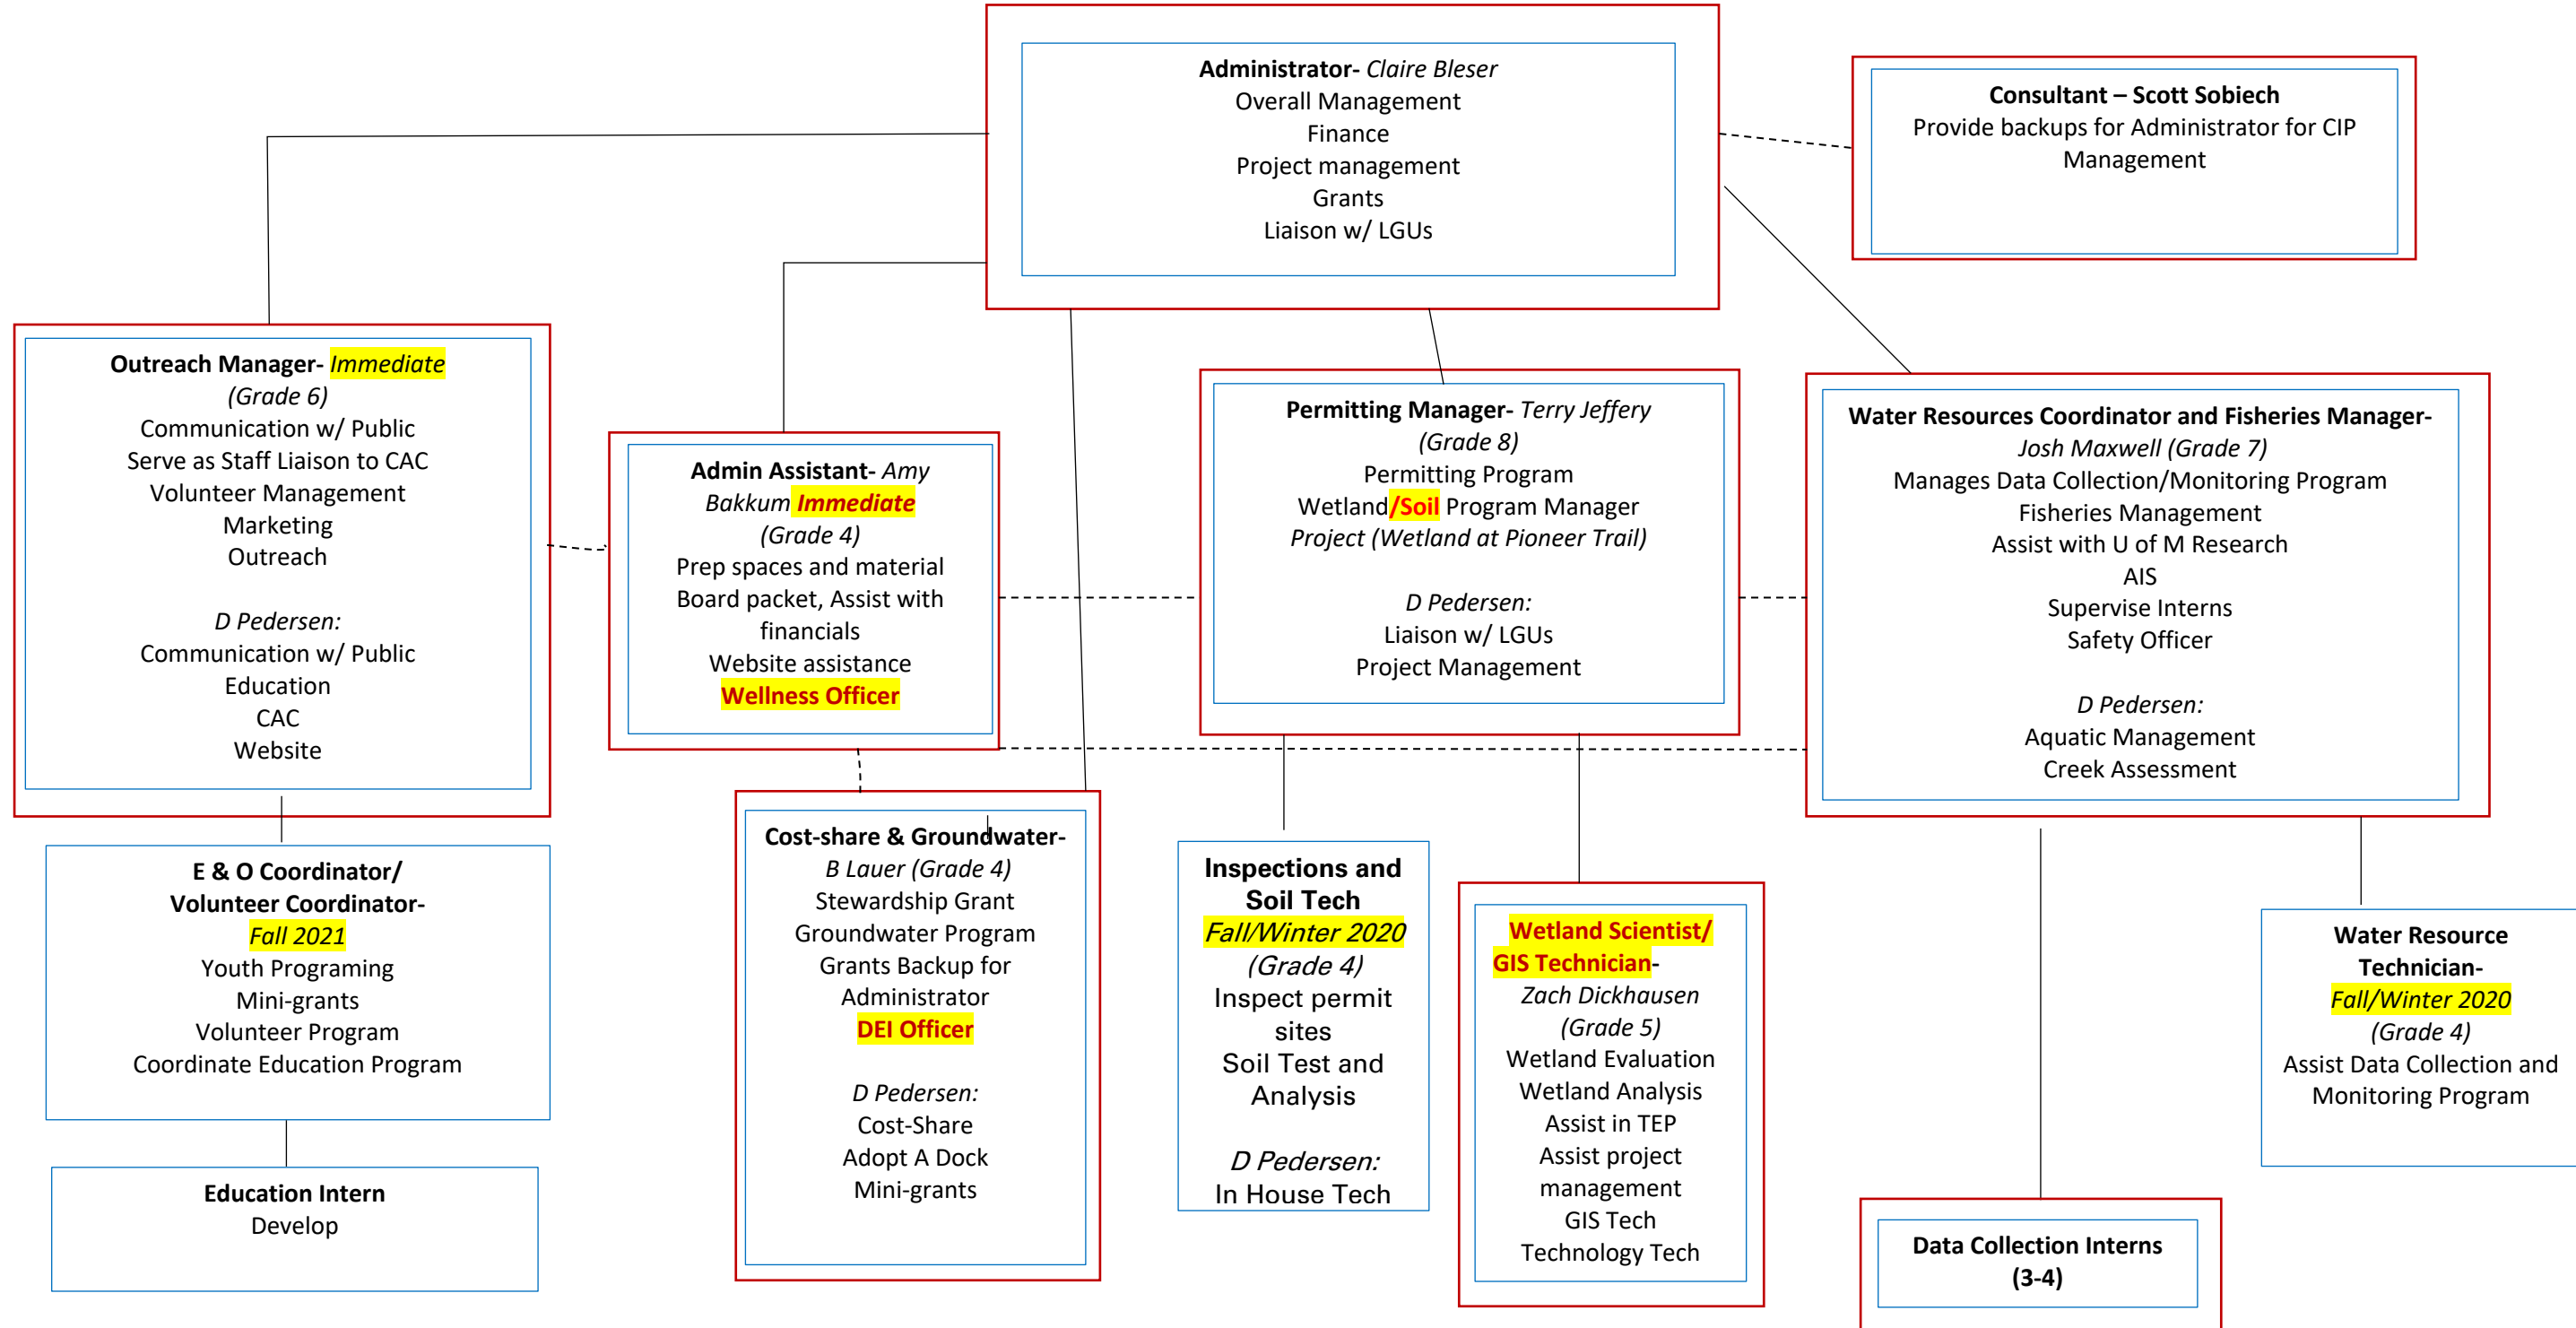 Administrator- Claire Bleser
Overall Management
Finance
Project management
Grants
Liaison w/ LGUs
Consultant – Scott Sobiech
Provide backups for Administrator for CIP
Management
Outreach Manager- Immediate
(Grade 6)
Communication w/ Public
Serve as Staff Liaison to CAC
Volunteer Management
Marketing
Outreach
D Pedersen:
Communication w/ Public
Education
CAC
Website
Admin Assistant- Amy
Bakkum Immediate
(Grade 4)
Prep spaces and material
Board packet, Assist with
financials
Website assistance
Wellness Officer
Permitting Manager- Terry Jeffery
(Grade 8)
Permitting Program
Wetland/Soil Program Manager
Project (Wetland at Pioneer Trail)
D Pedersen:
Liaison w/ LGUs
Project Management
Water Resources Coordinator and Fisheries Manager-
Josh Maxwell (Grade 7)
Manages Data Collection/Monitoring Program
Fisheries Management
Assist with U of M Research
AIS
Supervise Interns
Safety Officer
D Pedersen:
Aquatic Management
Creek Assessment
E & O Coordinator/
Volunteer Coordinator-
Fall 2021
Youth Programing
Mini-grants
Volunteer Program
Coordinate Education Program
Education Intern
Develop
Cost-share & Groundwater-
B Lauer (Grade 4)
Stewardship Grant
Groundwater Program
Grants Backup for
Administrator
DEI Officer
D Pedersen:
Cost-Share
Adopt A Dock
Mini-grants
Inspections and
Soil Tech
Fall/Winter 2020
(Grade 4)
Inspect permit
sites
Soil Test and
Analysis
D Pedersen:
In House Tech
Wetland Scientist/
GIS Technician-
Zach Dickhausen
(Grade 5)
Wetland Evaluation
Wetland Analysis
Assist in TEP
Assist project
management
GIS Tech
Technology Tech
Data Collection Interns
(3-4)
Water Resource
Technician-
Fall/Winter 2020
(Grade 4)
Assist Data Collection and
Monitoring Program